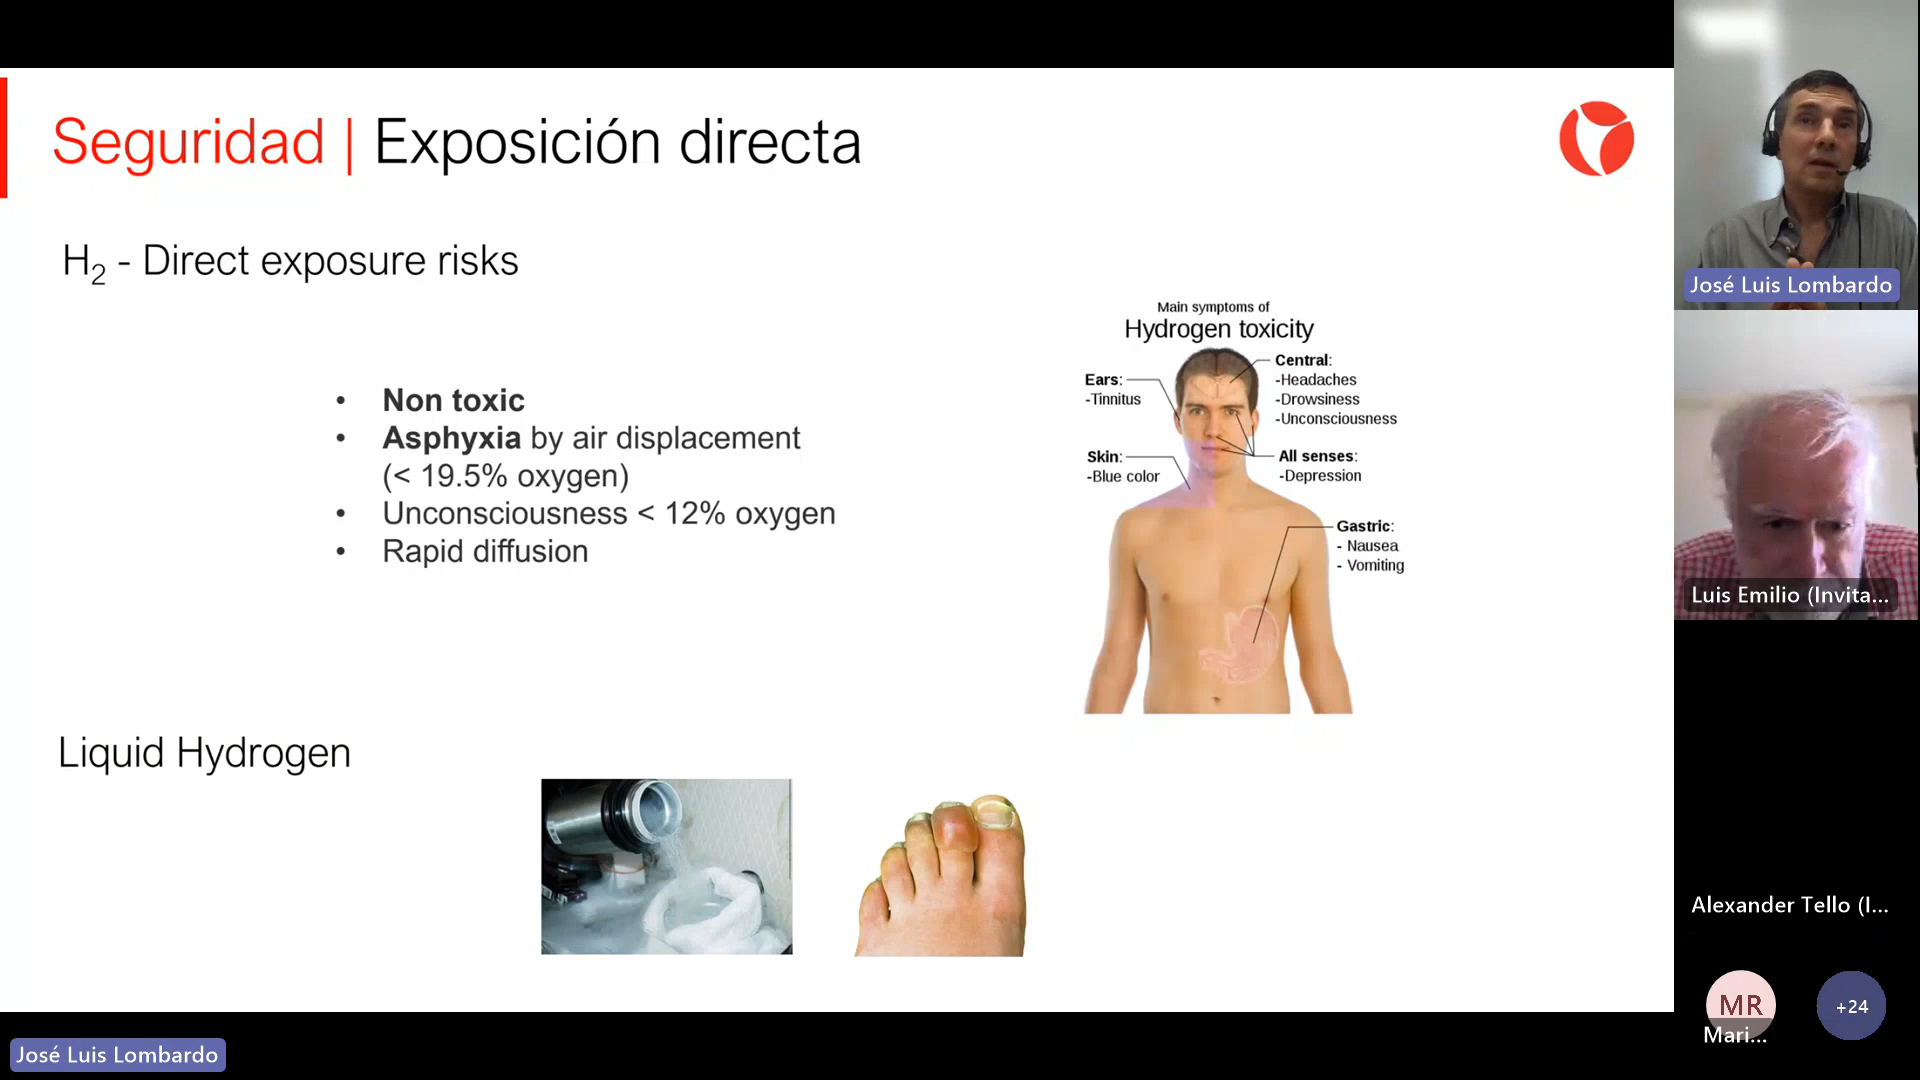 Seguridad | Exposición directa
H2 - Direct exposure risks
• Non toxic
• Asphyxia by air displacement
(< 19.5% oxygen)
• Unconsciousness < 12% oxygen
• Rapid diffusion
Main symptoms of
Hydrogen toxicity
Ears:
-Tinnitus
Skin:
-Blue color
Central:
-Headaches
-Drowsiness
-Unconsciousness
All senses:
-Depression
Gastric:
- Nausea
- Vomiting
Liquid Hydrogen
José Luis Lombardo
José Luis Lombardo
Luis Emilio (Invita...
Alexander Tello (I...
MR
Mari...
+24